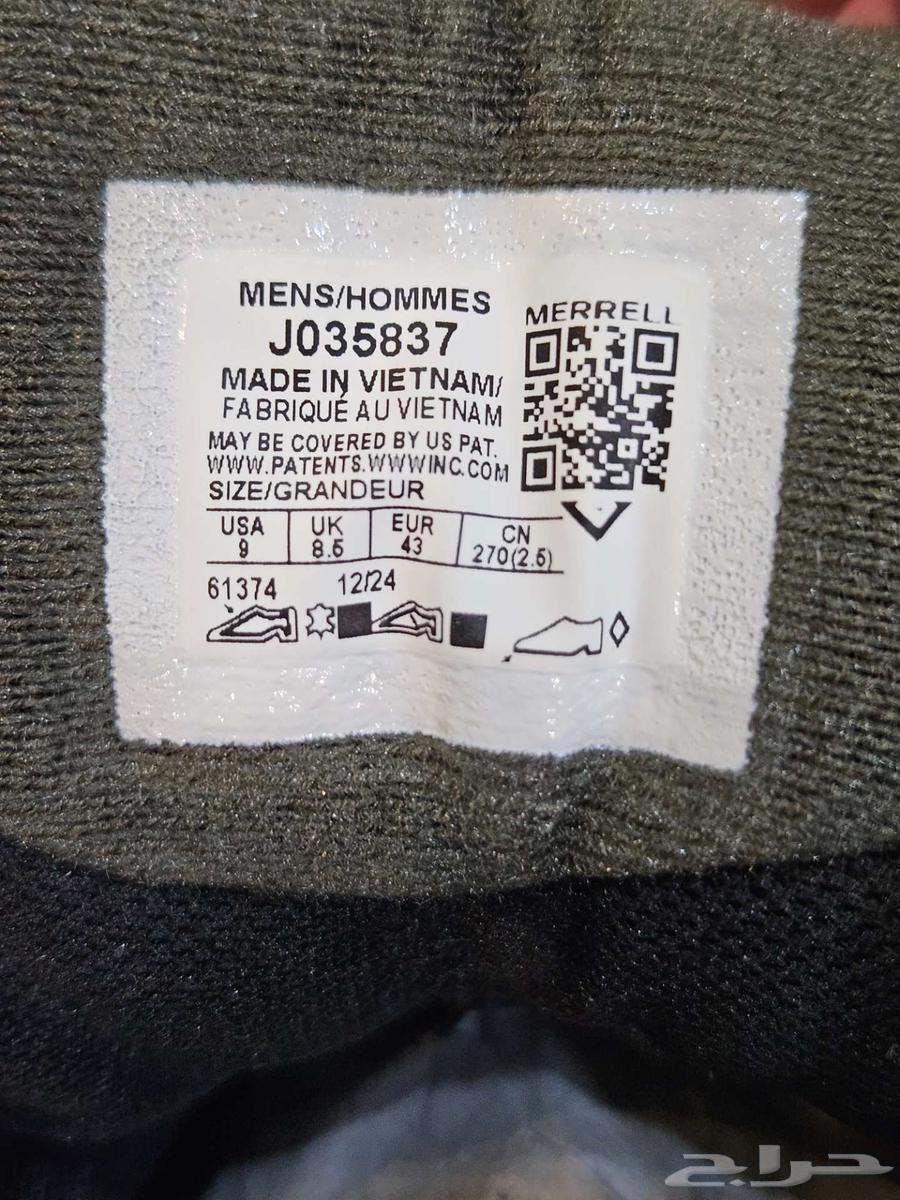 MENS/HOMMES
J035837
MADE IN VIETNAM/
FABRIQUÉ AU VIETNAM
MAY BE COVERED BY US PAT.
WWW.PATENTS.WWWINC.COM
SIZE/GRANDEUR
MERRELL
USA UK EUR CN
9 8.5 43 270(2.5)
61374 12/24
حراج